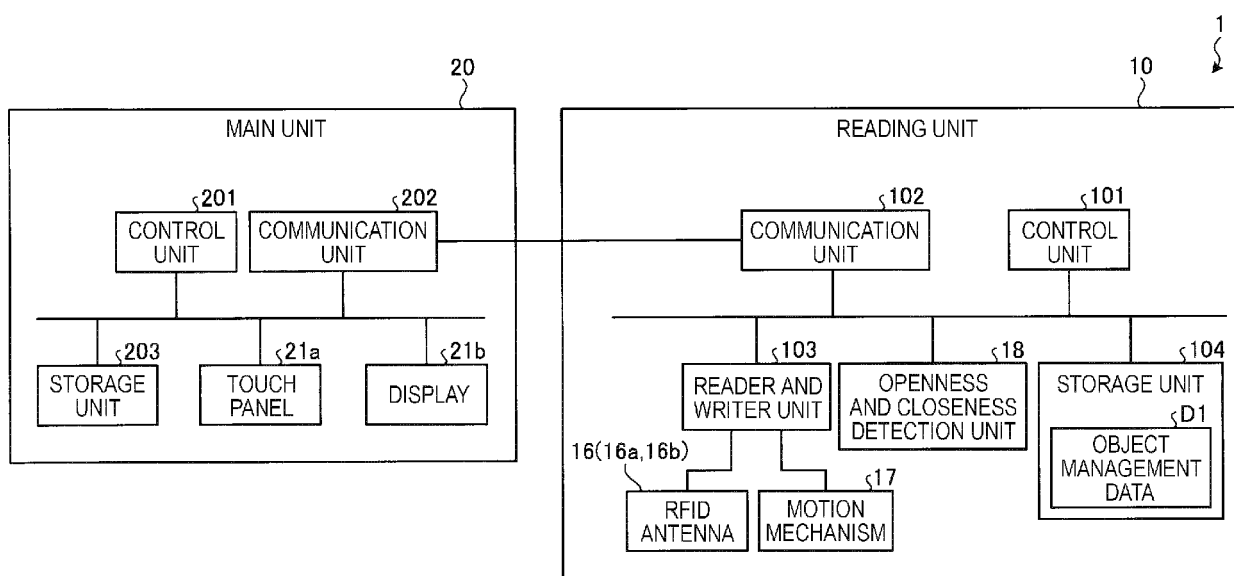 1
20
10
MAIN UNIT
READING UNIT
201
202
102
101
CONTROL
UNIT
COMMUNICATION
UNIT
COMMUNICATION
UNIT
CONTROL
UNIT
203
21a
21b
103
18
104
STORAGE
UNIT
TOUCH
PANEL
DISPLAY
READER AND
WRITER UNIT
OPENNESS
AND CLOSENESS
DETECTION UNIT
STORAGE UNIT
D1
OBJECT
MANAGEMENT
DATA
16(16a,16b)
17
RFID
ANTENNA
MOTION
MECHANISM